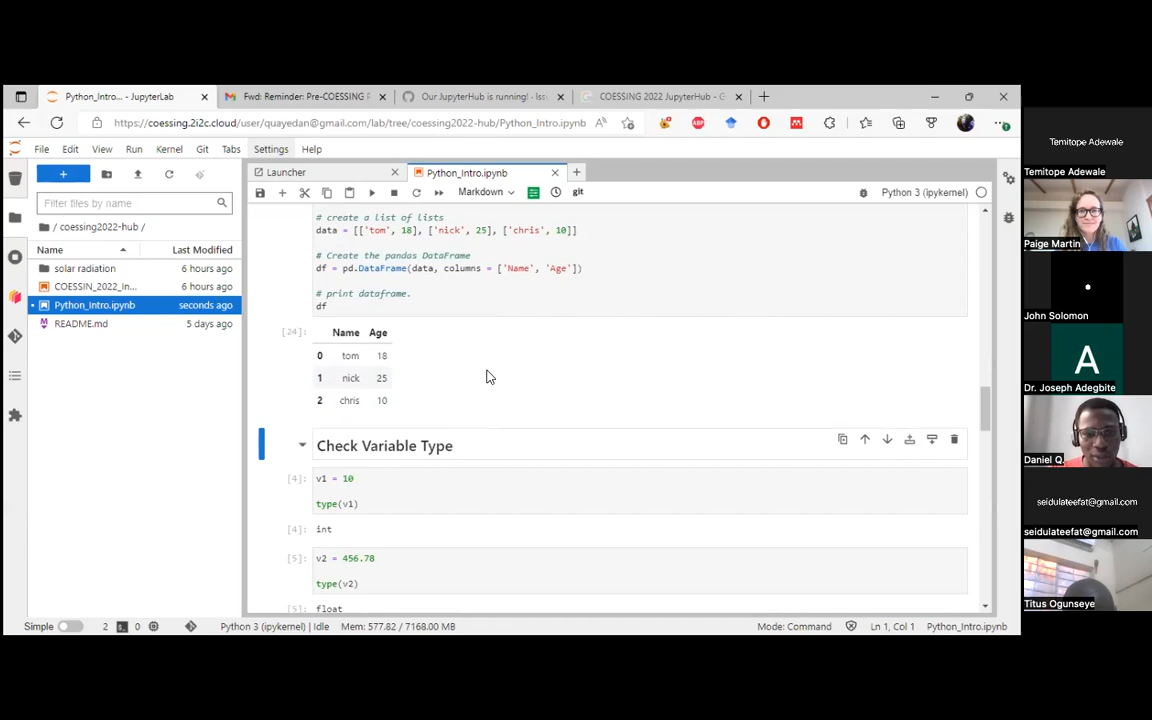 Python_Intro... - JupyterLab
Fwd: Reminder: Pre-COESSING P
Our JupyterHub is running! · Issu
COESSING 2022 JupyterHub - G
https://coessing.2i2c.cloud/user/quayedan@gmail.com/lab/tree/coessing2022-hub/Python_Intro.ipynb
File Edit View Run Kernel Git Tabs Settings Help
Launcher
Python_Intro.ipynb
Markdown
git
Python 3 (ipykernel)
Filter files by name
/ coessing2022-hub /
Name Last Modified
solar radiation 6 hours ago
COESSIN_2022_In... 6 hours ago
Python_Intro.ipynb seconds ago
README.md 5 days ago
# create a list of lists
data = [['tom', 18], ['nick', 25], ['chris', 10]]
# Create the pandas DataFrame
df = pd.DataFrame(data, columns = ['Name', 'Age'])
# print dataframe.
df
[24]:
Name Age
0 tom 18
1 nick 25
2 chris 10
Check Variable Type
[4]: v1 = 10
type(v1)
[4]: int
[5]: v2 = 456.78
type(v2)
[5]: float
Simple 2 0 Python 3 (ipykernel) | Idle Mem: 577.82 / 7168.00 MB Mode: Command Ln 1, Col 1 Python_Intro.ipynb
Temitope Adewale
Temitope Adewale
Paige Martin
John Solomon
A
Dr. Joseph Adegbite
Daniel Q.
seidulateefat@gmail.com
seidulateefat@gmail.com
Titus Ogunseye